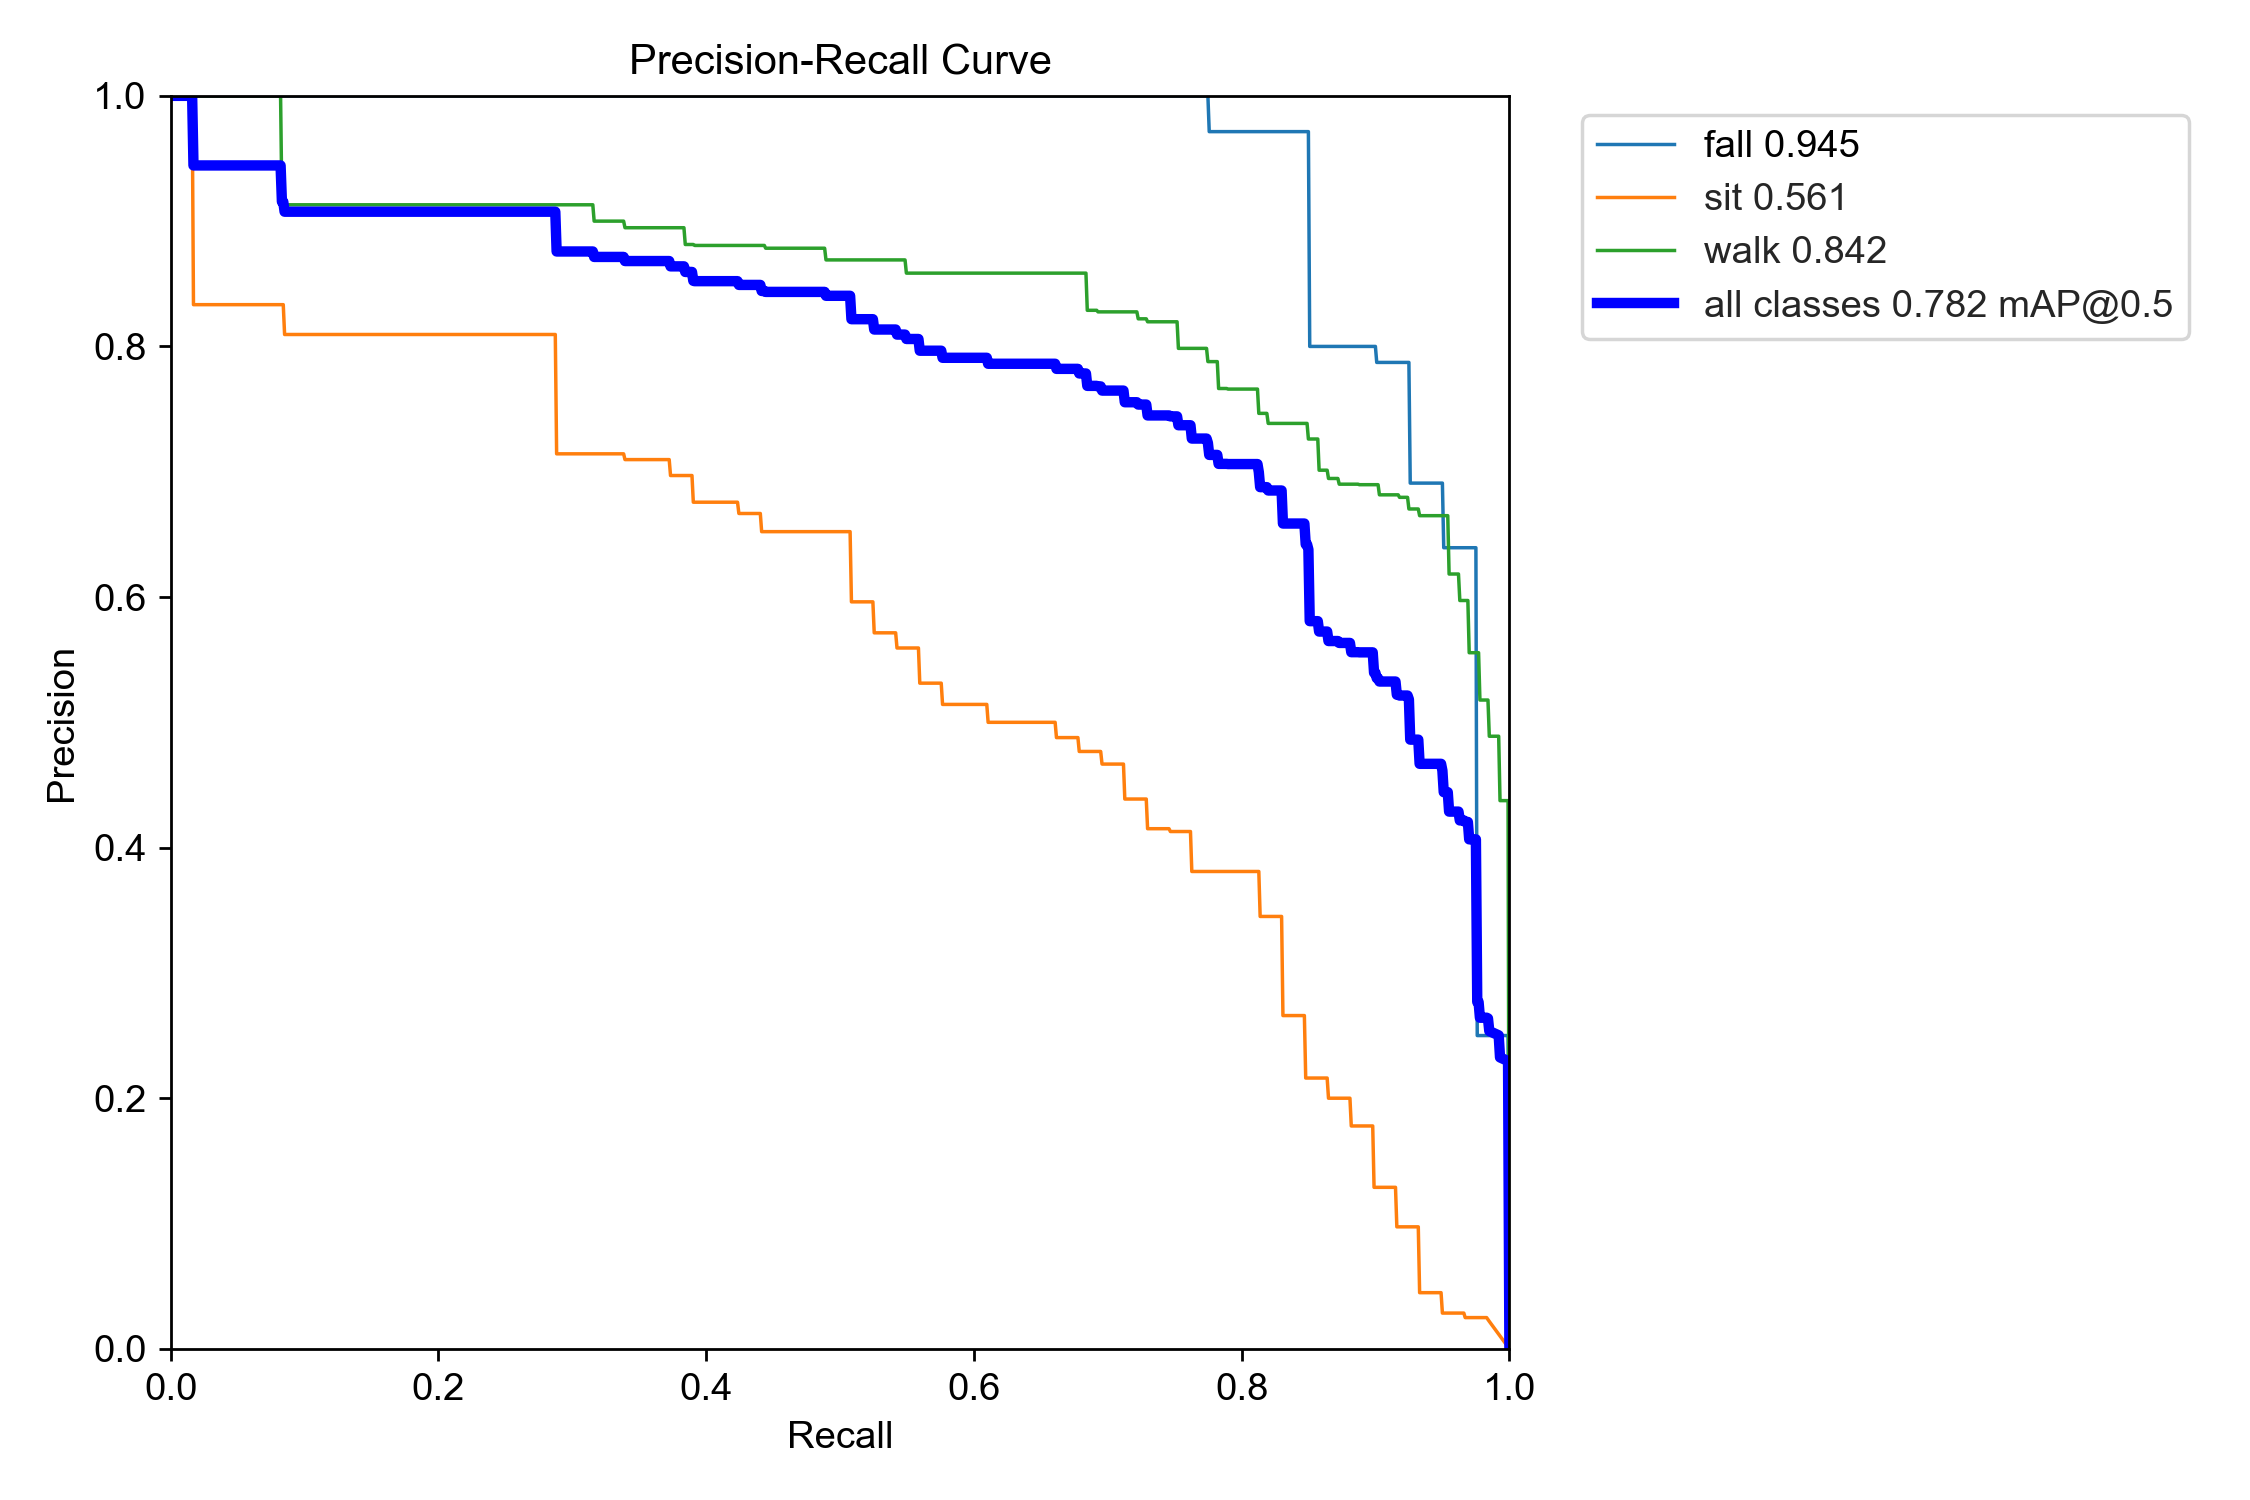 Precision-Recall Curve
1.0
0.8
0.6
0.4
0.2
0.0
Precision
0.0 0.2 0.4 0.6 0.8 1.0
Recall
fall 0.945
sit 0.561
walk 0.842
all classes 0.782 mAP@0.5